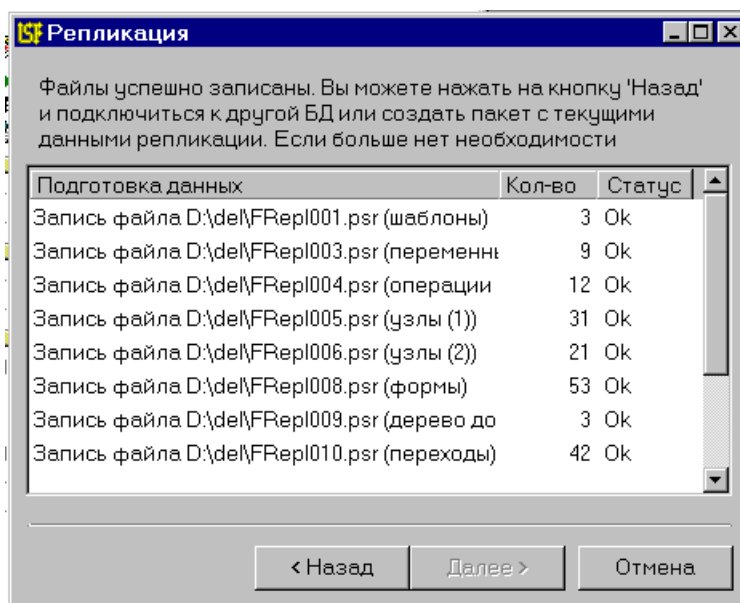 Репликация
Файлы успешно записаны. Вы можете нажать на кнопку 'Назад'
и подключиться к другой БД или создать пакет с текущими
данными репликации. Если больше нет необходимости
Подготовка данных Кол-во Статус
Запись файла D:\del\FRepl001.psr (шаблоны) 3 Ok
Запись файла D:\del\FRepl003.psr (переменны 9 Ok
Запись файла D:\del\FRepl004.psr (операции 12 Ok
Запись файла D:\del\FRepl005.psr (узлы (1)) 31 Ok
Запись файла D:\del\FRepl006.psr (узлы (2)) 21 Ok
Запись файла D:\del\FRepl008.psr (формы) 53 Ok
Запись файла D:\del\FRepl009.psr (дерево до 3 Ok
Запись файла D:\del\FRepl010.psr (переходы) 42 Ok
< Назад Далее > Отмена